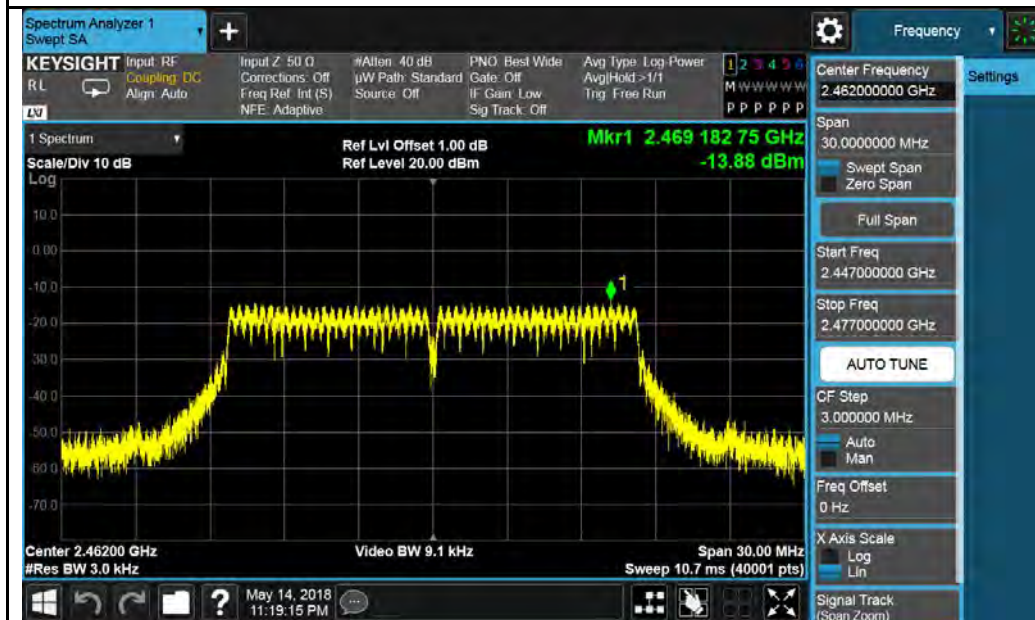 Spectrum Analyzer 1
Swept SA
+
Frequency
KEYSIGHT
RL
LXI
Input: RF
Coupling: DC
Align: Auto
Input Z: 50 Ω
Corrections: Off
Freq Ref: Int (S)
NFE: Adaptive
#Atten: 40 dB
µW Path: Standard
Source: Off
PNO: Best Wide
Gate: Off
IF Gain: Low
Sig Track: Off
Avg Type: Log-Power
Avg|Hold:>1/1
Trig: Free Run
1 2 3 4 5 6
M W W W W W
P P P P P P
1 Spectrum
Scale/Div 10 dB
Log
Ref Lvl Offset 1.00 dB
Ref Level 20.00 dBm
Mkr1 2.469 182 75 GHz
-13.88 dBm
10.0
0.00
-10.0
-20.0
-30.0
-40.0
-50.0
-60.0
-70.0
1
Center 2.46200 GHz
#Res BW 3.0 kHz
Video BW 9.1 kHz
Span 30.00 MHz
Sweep 10.7 ms (40001 pts)
?
May 14, 2018
11:19:15 PM
Center Frequency
2.462000000 GHz
Span
30.0000000 MHz
Swept Span
Zero Span
Full Span
Start Freq
2.447000000 GHz
Stop Freq
2.477000000 GHz
AUTO TUNE
CF Step
3.000000 MHz
Auto
Man
Freq Offset
0 Hz
X Axis Scale
Log
Lin
Signal Track
(Span Zoom)
Settings